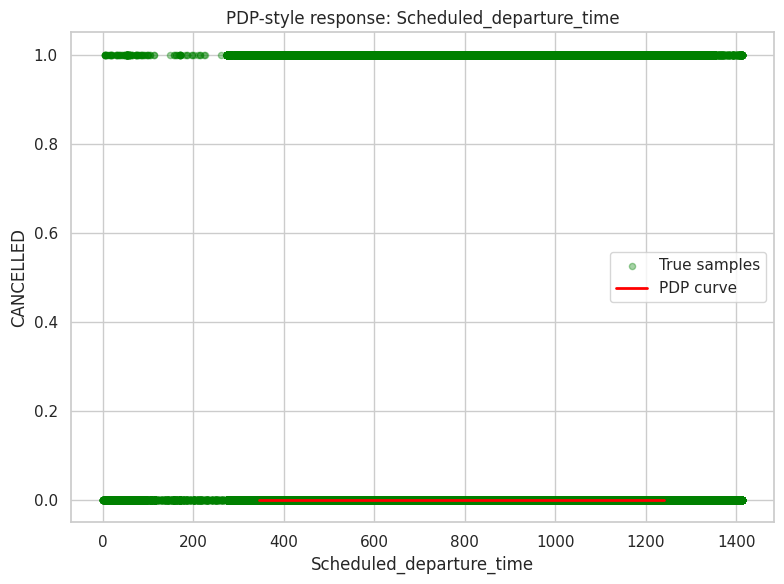 PDP-style response: Scheduled_departure_time
1.0
0.8
0.6
0.4
0.2
0.0
CANCELLED
True samples
PDP curve
0 200 400 600 800 1000 1200 1400
Scheduled_departure_time